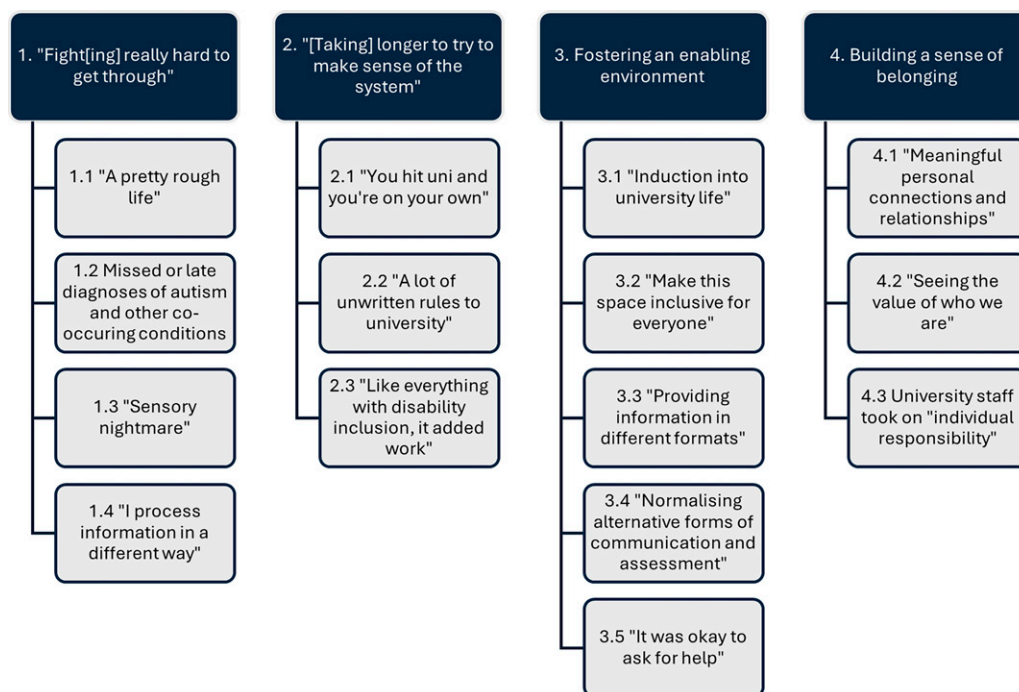 1. "Fight[ing] really hard to
get through"
1.1 "A pretty rough
life"
1.2 Missed or late
diagnoses of autism
and other co-
occuring conditions
1.3 "Sensory
nightmare"
1.4 "I process
information in a
different way"
2. "[Taking] longer to try to
make sense of the
system"
2.1 "You hit uni and
you're on your own"
2.2 "A lot of
unwritten rules to
university"
2.3 "Like everything
with disability
inclusion, it added
work"
3. Fostering an enabling
environment
3.1 "Induction into
university life"
3.2 "Make this
space inclusive for
everyone"
3.3 "Providing
information in
different formats"
3.4 "Normalising
alternative forms of
communication and
assessment"
3.5 "It was okay to
ask for help"
4. Building a sense of
belonging
4.1 "Meaningful
personal
connections and
relationships"
4.2 "Seeing the
value of who we
are"
4.3 University staff
took on "individual
responsibility"